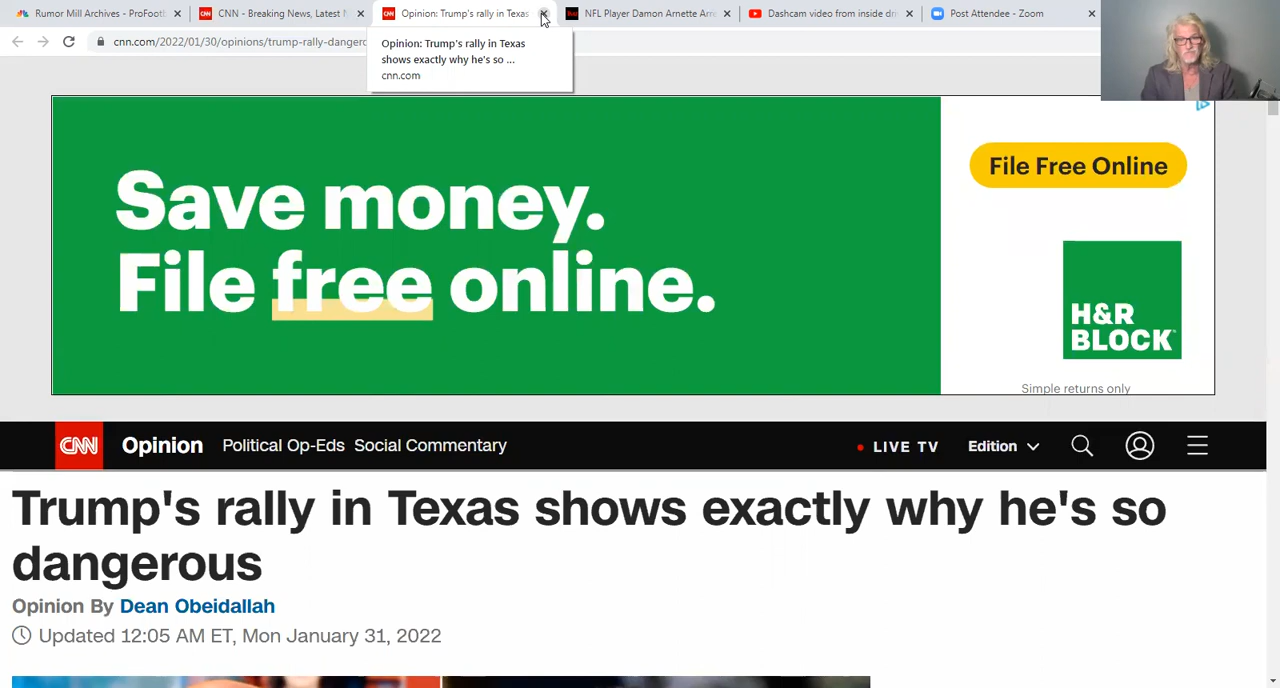 Rumor Mill Archives - ProFoot
CNN - Breaking News, Latest N
Opinion: Trump's rally in Texas
NFL Player Damon Arnette Arr
Dashcam video from inside dr
Post Attendee - Zoom
cnn.com/2022/01/30/opinions/trump-rally-danger
Opinion: Trump's rally in Texas
shows exactly why he's so ...
cnn.com
Save money.
File free online.
File Free Online
H&R
BLOCK
Simple returns only
CNN Opinion Political Op-Eds Social Commentary
LIVE TV Edition
Trump's rally in Texas shows exactly why he's so
dangerous
Opinion By Dean Obeidallah
Updated 12:05 AM ET, Mon January 31, 2022